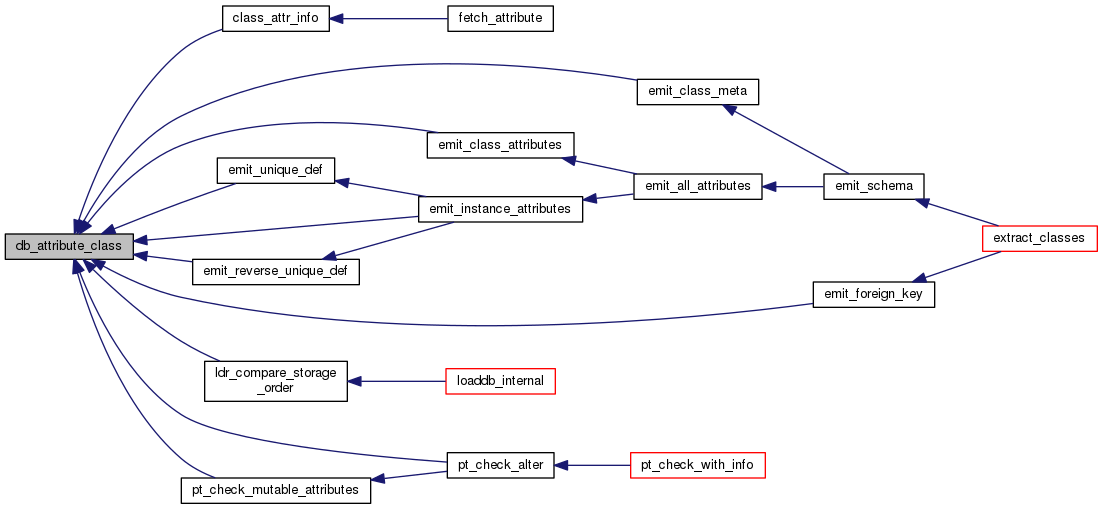 class_attr_info
fetch_attribute
emit_class_meta
emit_class_attributes
emit_unique_def
emit_all_attributes
emit_schema
emit_instance_attributes
db_attribute_class
extract_classes
emit_reverse_unique_def
emit_foreign_key
ldr_compare_storage
_order
loaddb_internal
pt_check_alter
pt_check_with_info
pt_check_mutable_attributes